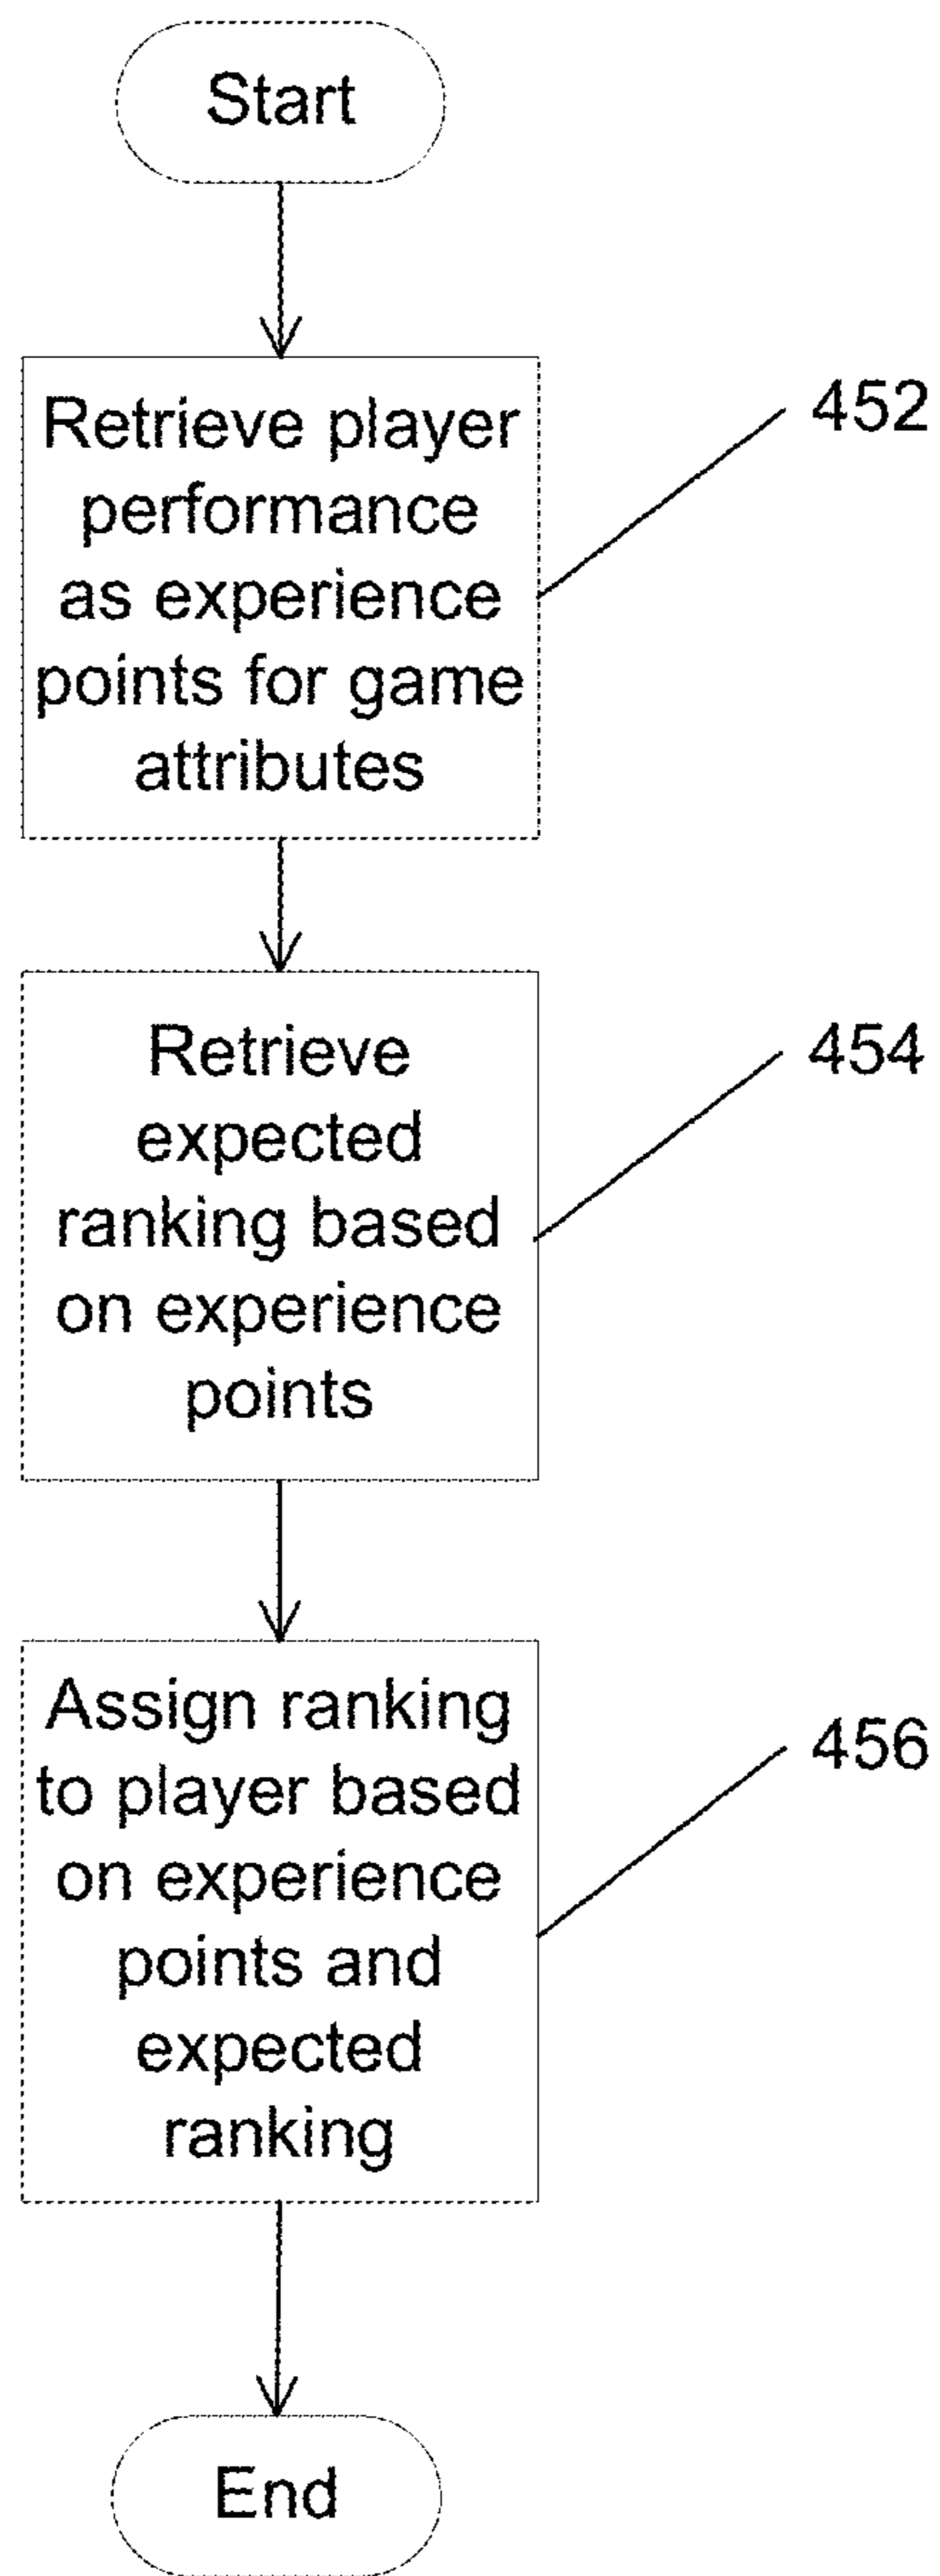 Start
Retrieve player
performance
as experience
points for game
attributes
452
Retrieve
expected
ranking based
on experience
points
454
Assign ranking
to player based
on experience
points and
expected
ranking
456
End